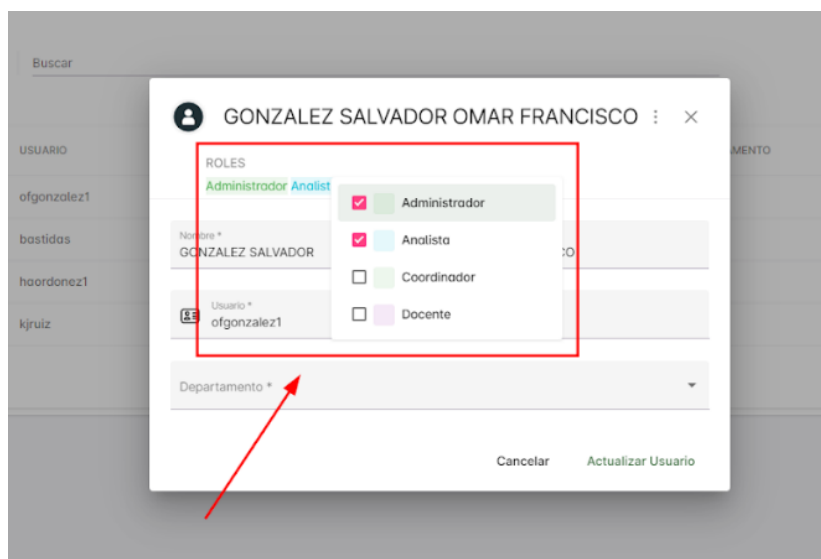 Buscar
GONZALEZ SALVADOR OMAR FRANCISCO
USUARIO
AMENTO
ROLES
Administrador Analist
Administrador
Analista
Coordinador
Docente
ofgonzalez1
bastidas
haordonez1
kjruiz
Nombre *
GONZALEZ SALVADOR
CO
Usuario *
ofgonzalez1
Departamento *
Cancelar
Actualizar Usuario